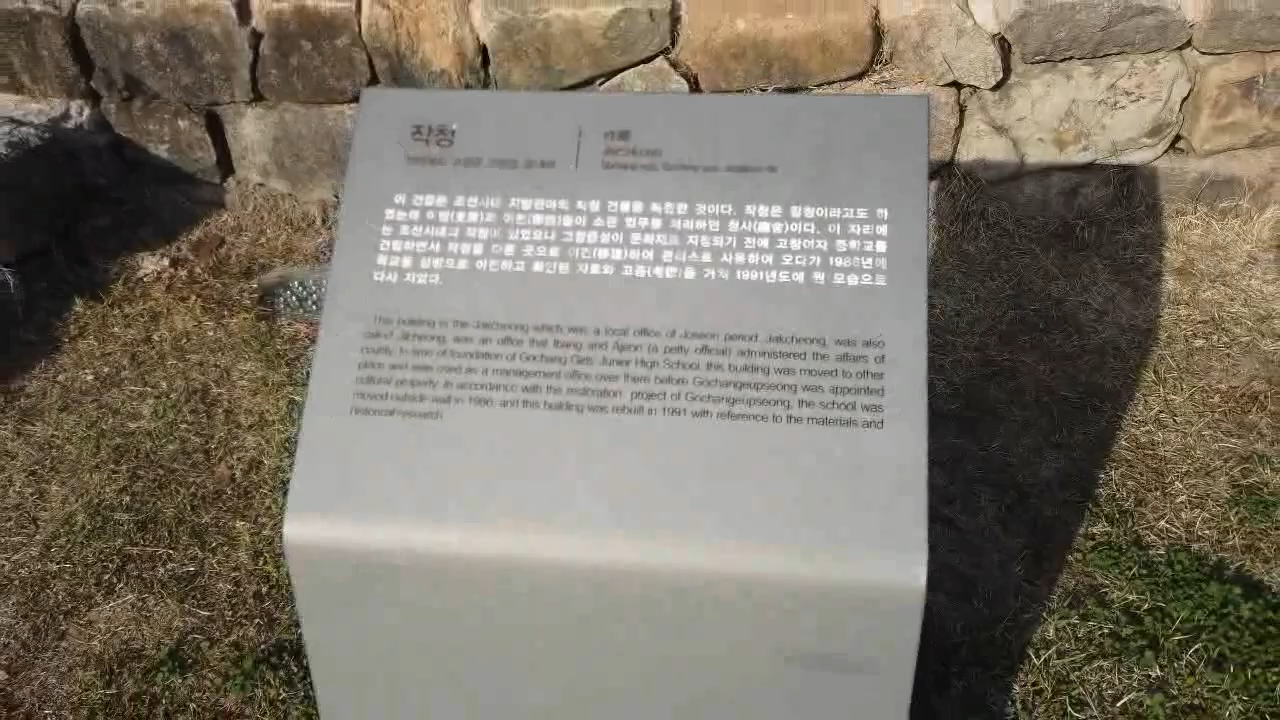 작청
作廳
이 건물은 조선시대 지방관아의 작청 건물을 복원한 것이다. 작청은 질청이라고도 하
였는데 이방(吏房)과 아전(衙前)들이 소관 업무를 처리하던 청사(廳舍)이다. 이 자리에
는 조선시대의 작청이 있었으나 고창읍성이 문화재로 지정되기 전에 고창여자 중학교를
건립하면서 작청을 다른 곳으로 이건(移建)하여 관리소로 사용하여 오다가 1988년에
학교를 성밖으로 이전하고 확인된 자료와 고증(考證)을 거쳐 1991년도에 원 모습으로
다시 지었다.
This building is the Jakcheong which was a local office of Joseon period. Jakcheong, was also
called Jilcheong, was an office that Ibang and Ajeon (a petty official) administered the affairs of
county. In time of foundation of Gochang Girls' Junior High School, this building was moved to other
place and was used as a management office over there before Gochangeupseong was appointed
cultural property. In accordance with the restoration project of Gochangeupseong, the school was
moved outside wall in and this building was rebuilt in 1991 with reference to the materials and
historical research.